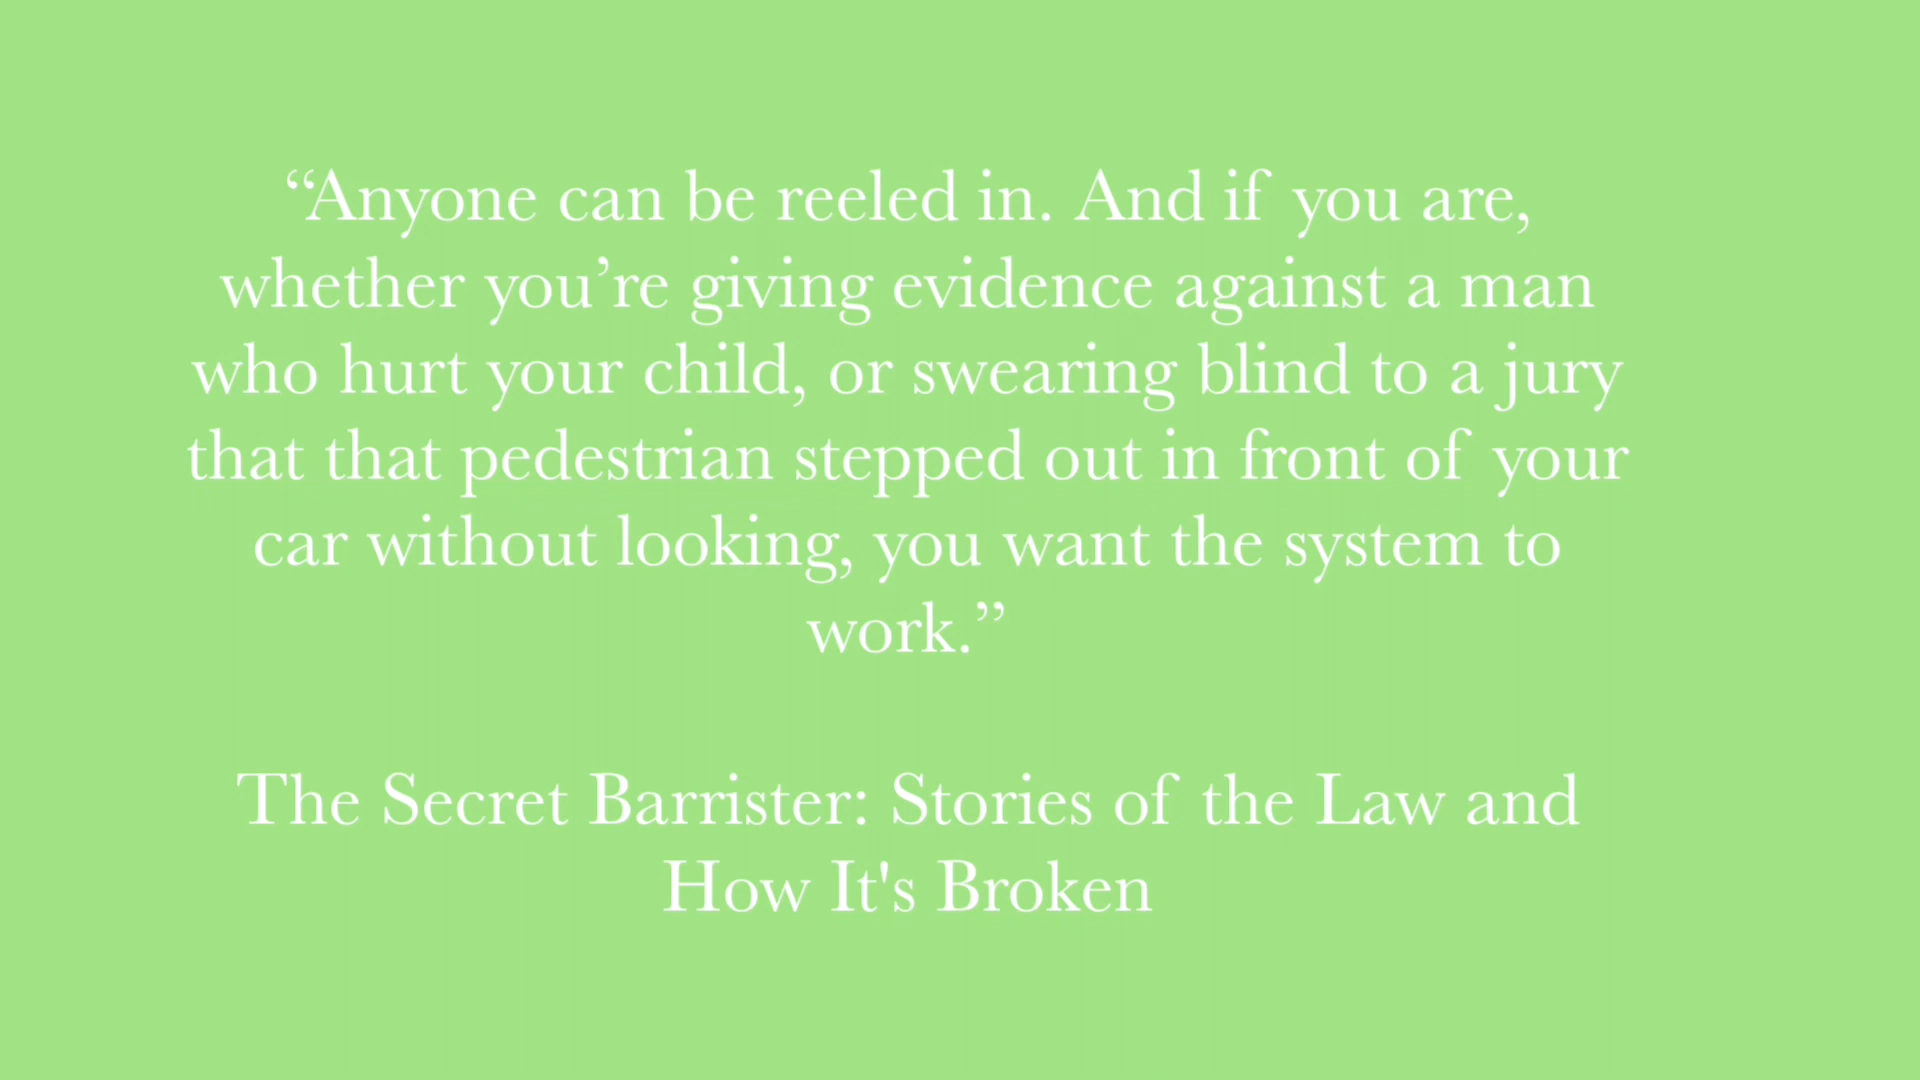 “Anyone can be reeled in. And if you are,
whether you’re giving evidence against a man
who hurt your child, or swearing blind to a jury
that that pedestrian stepped out in front of your
car without looking, you want the system to
work.”
The Secret Barrister: Stories of the Law and
How It's Broken